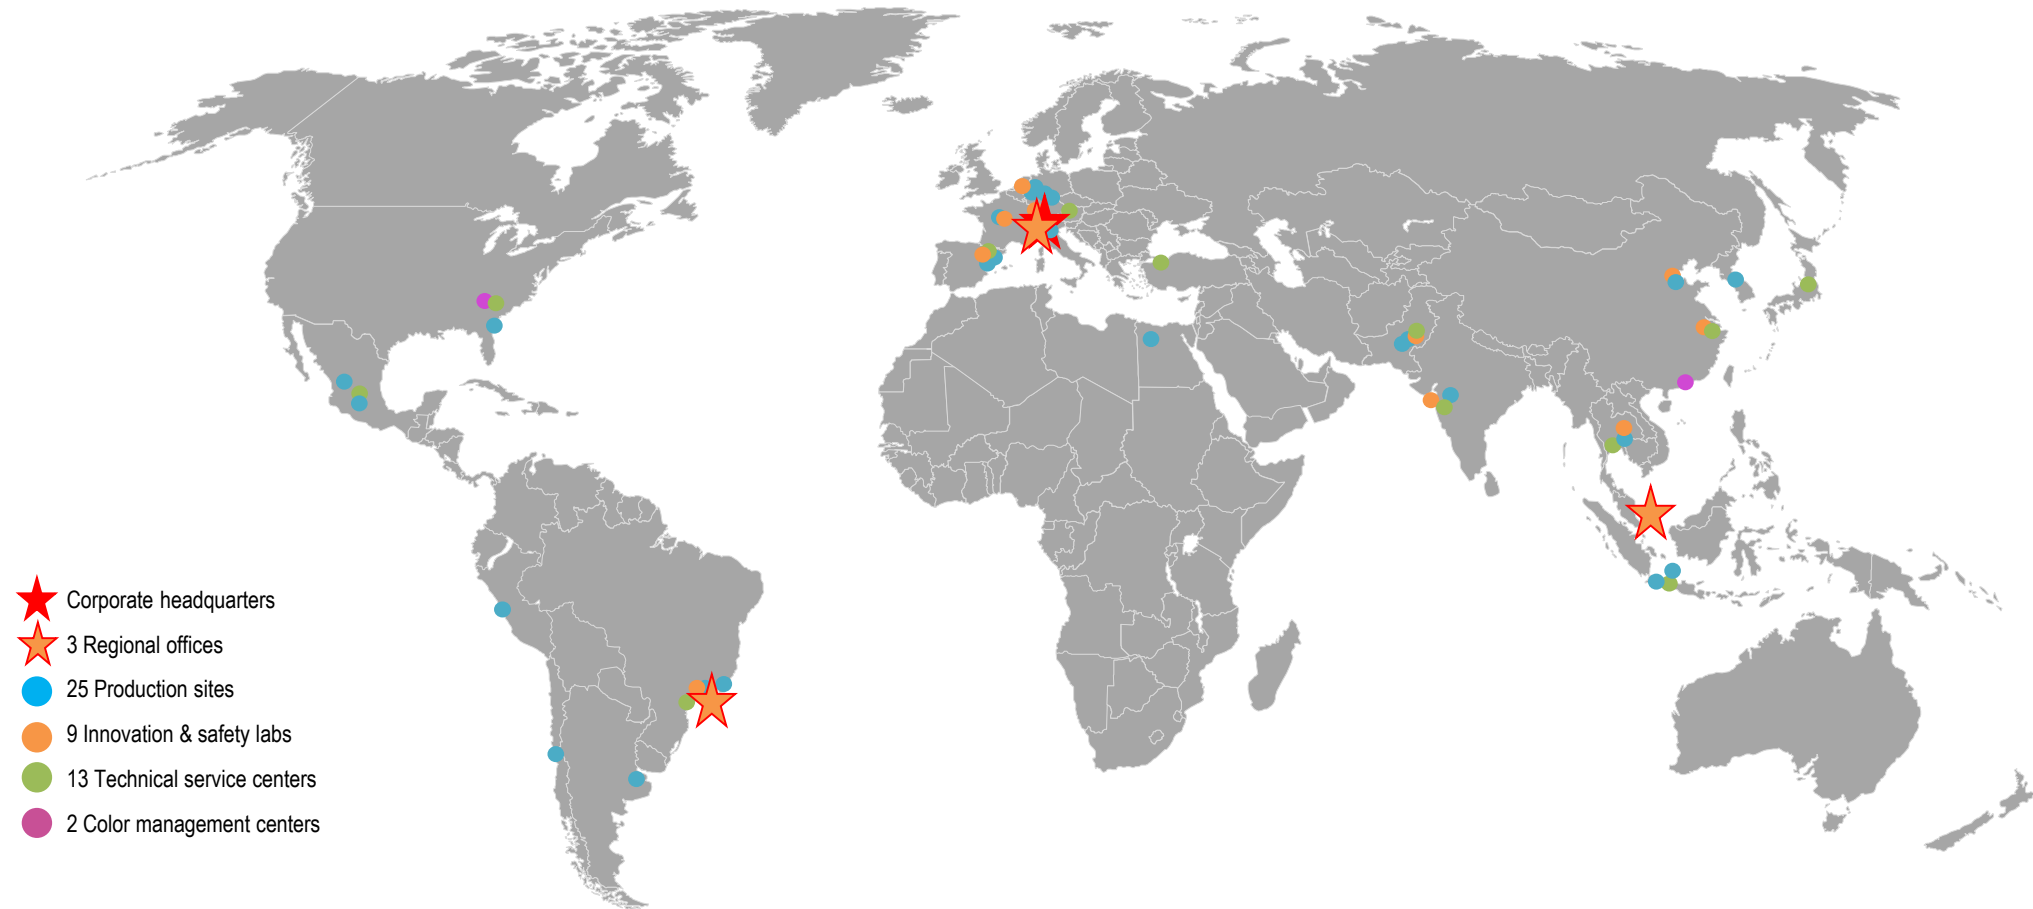 Corporate headquarters
3 Regional offices
25 Production sites
9 Innovation & safety labs
13 Technical service centers
2 Color management centers